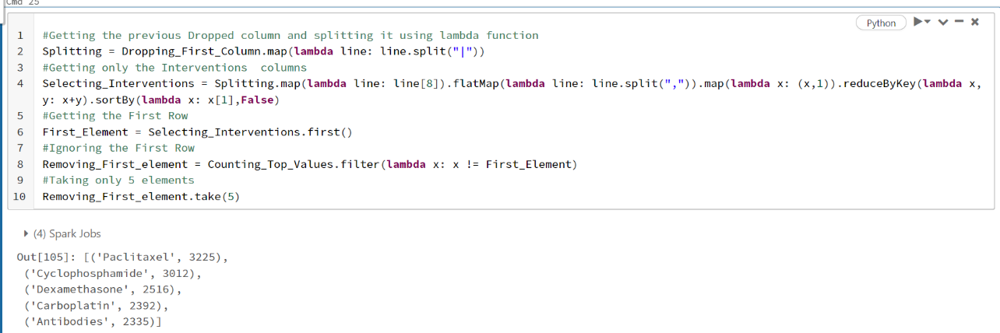 Cmd 25
Python
1 #Getting the previous Dropped column and splitting it using lambda function
2 Splitting = Dropping_First_Column.map(lambda line: line.split("|"))
3 #Getting only the Interventions  columns
4 Selecting_Interventions = Splitting.map(lambda line: line[8]).flatMap(lambda line: line.split(",")).map(lambda x: (x,1)).reduceByKey(lambda x,
y: x+y).sortBy(lambda x: x[1],False)
5 #Getting the First Row
6 First_Element = Selecting_Interventions.first()
7 #Ignoring the First Row
8 Removing_First_element = Counting_Top_Values.filter(lambda x: x != First_Element)
9 #Taking only 5 elements
10 Removing_First_element.take(5)
(4) Spark Jobs
Out[105]: [('Paclitaxel', 3225),
('Cyclophosphamide', 3012),
('Dexamethasone', 2516),
('Carboplatin', 2392),
('Antibodies', 2335)]